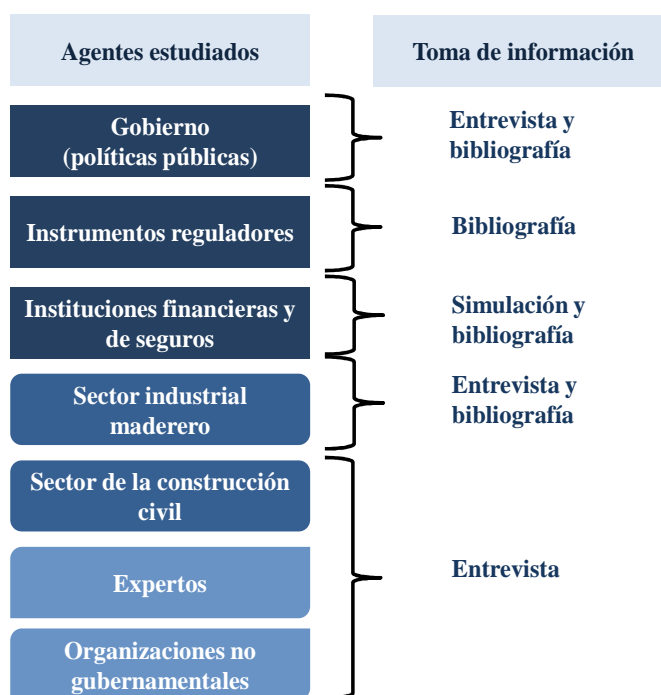 Agentes estudiados
Toma de información
Gobierno
(políticas públicas)
Entrevista y
bibliografía
Instrumentos reguladores
Bibliografía
Instituciones financieras y
de seguros
Simulación y
bibliografía
Sector industrial
maderero
Entrevista y
bibliografía
Sector de la construcción
civil
Expertos
Entrevista
Organizaciones no
gubernamentales